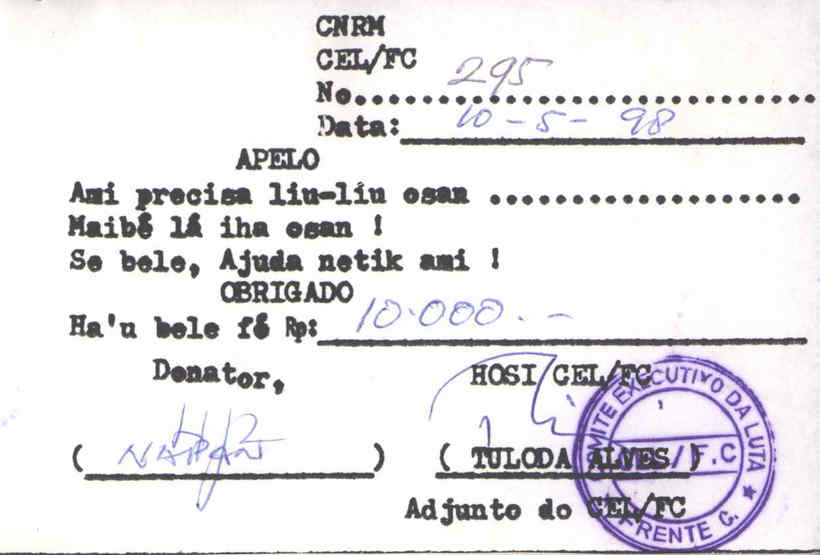 CNRM
CEL/FC
No.................................. 295
Data: 10-5-98
APELO
Ami precisa liu-liu osan ...................
Maibé lá iha osan !
Se bele, Ajuda netik ami !
OBRIGADO
Ha'u bele fó Rp: 10.000.-
Donator,
HOSI CEL/FC
( )
( TULODA ALVES )
Adjunto do CEL/FC
COMITE EXECUTIVO DA LUTA
/F.C
FRENTE C.